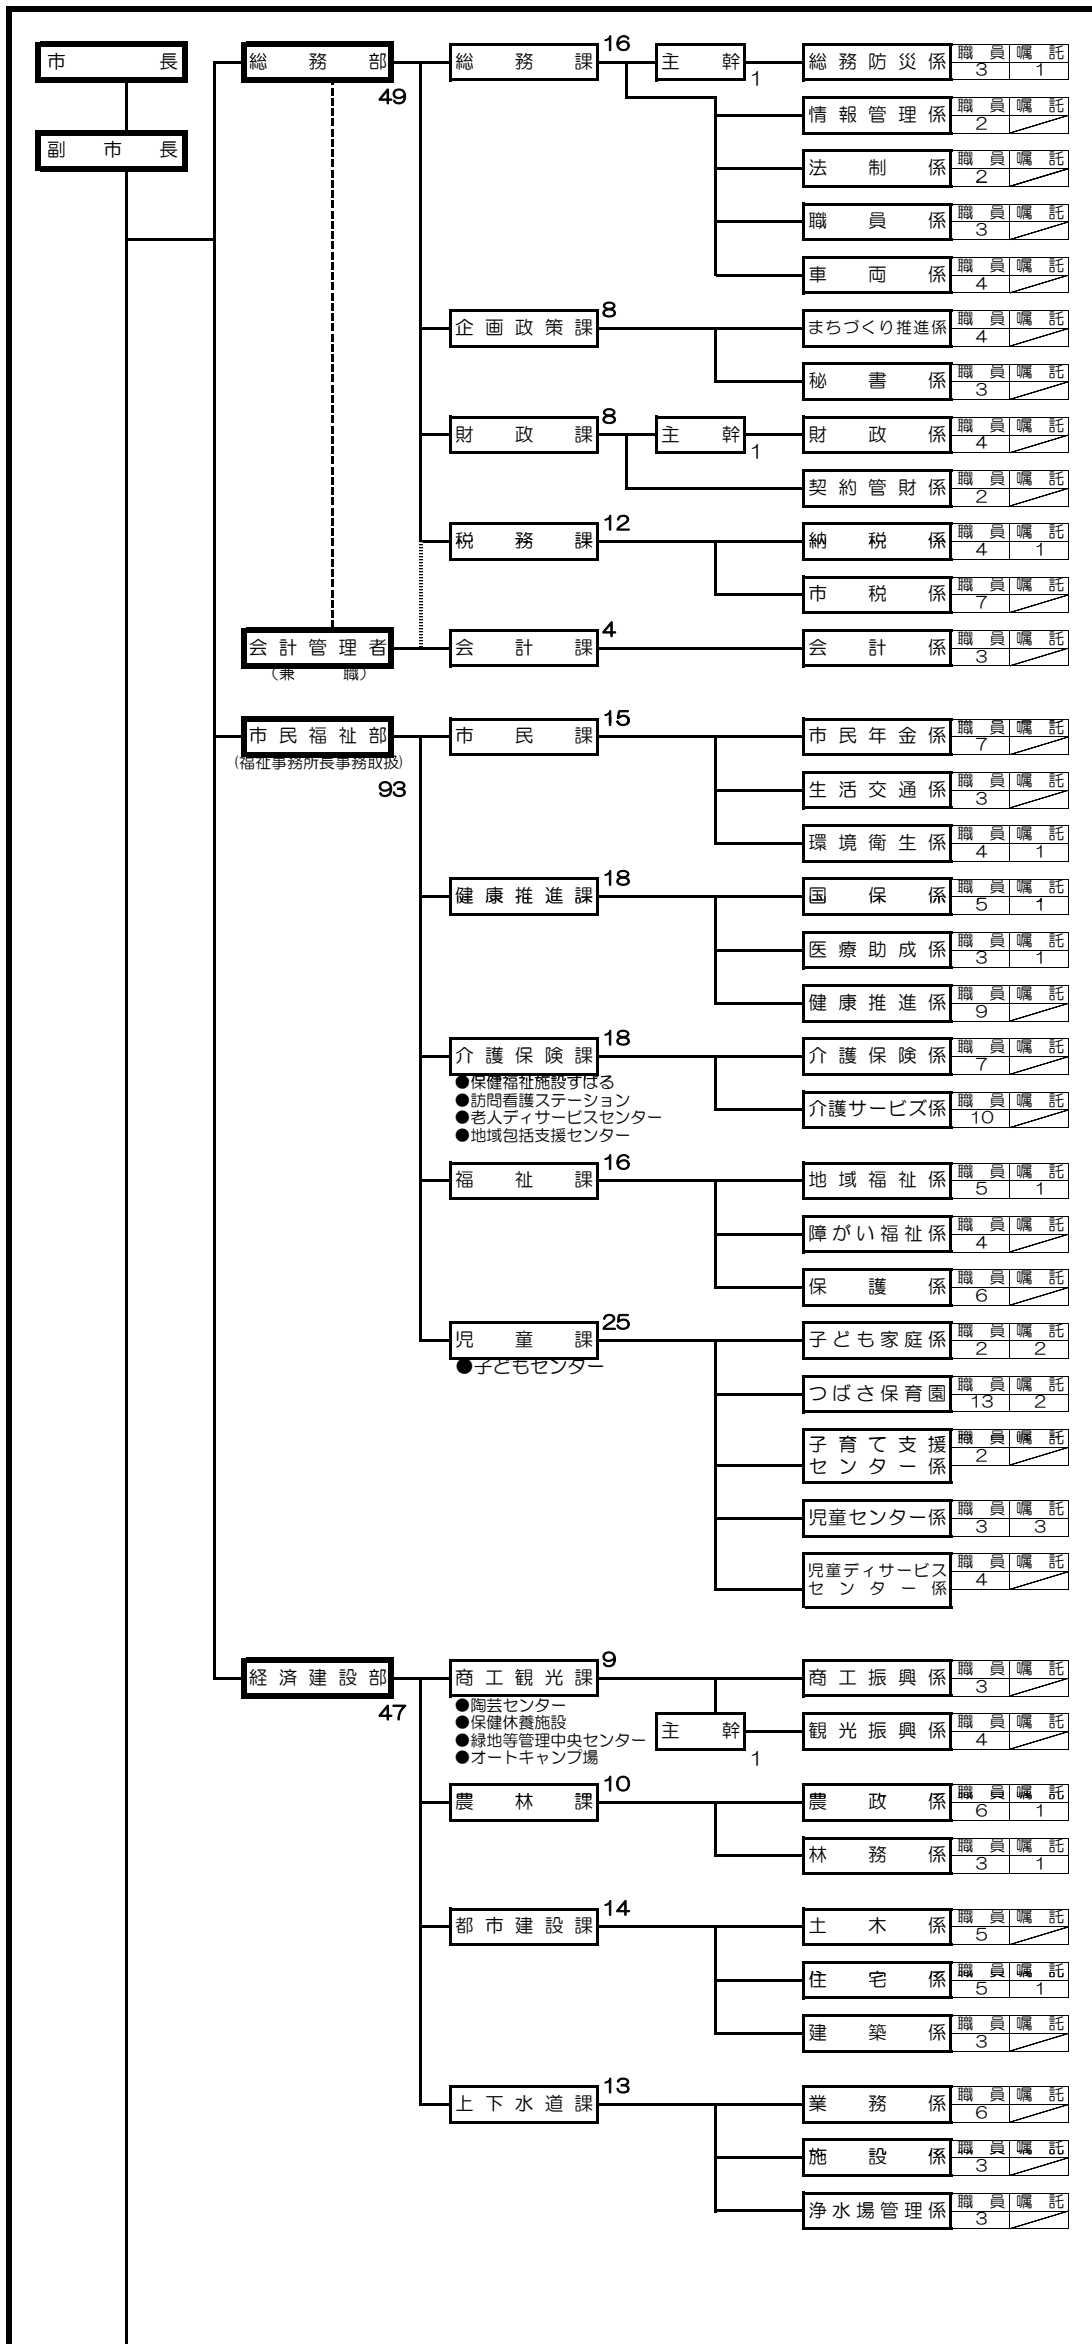 市長
副市長
総務部
49
総務課
16
主幹
1
総務防災係
職員 嘱託
3 1
情報管理係
職員 嘱託
2
法制係
職員 嘱託
2
職員係
職員 嘱託
3
車両係
職員 嘱託
4
企画政策課
8
まちづくり推進係
職員 嘱託
4
秘書係
職員 嘱託
3
財政課
8
主幹
1
財政係
職員 嘱託
4
契約管財係
職員 嘱託
2
税務課
12
納税係
職員 嘱託
4 1
市税係
職員 嘱託
7
会計管理者
(兼職)
会計課
4
会計係
職員 嘱託
3
市民福祉部
(福祉事務所長事務取扱)
93
市民課
15
市民年金係
職員 嘱託
7
生活交通係
職員 嘱託
3
環境衛生係
職員 嘱託
4 1
健康推進課
18
国保係
職員 嘱託
5 1
医療助成係
職員 嘱託
3 1
健康推進係
職員 嘱託
9
介護保険課
18
●保健福祉施設すばる
●訪問看護ステーション
●老人ディサービスセンター
●地域包括支援センター
介護保険係
職員 嘱託
7
介護サービズ係
職員 嘱託
10
福祉課
16
地域福祉係
職員 嘱託
5 1
障がい福祉係
職員 嘱託
4
保護係
職員 嘱託
6
児童課
25
●子どもセンター
子ども家庭係
職員 嘱託
2 2
つばさ保育園
職員 嘱託
13 2
子育て支援
センター係
職員 嘱託
2
児童センター係
職員 嘱託
3 3
児童ディサービス
センター係
職員 嘱託
4
経済建設部
47
商工観光課
9
●陶芸センター
●保健休養施設
●緑地等管理中央センター
●オートキャンプ場
商工振興係
職員 嘱託
3
主幹
1
観光振興係
職員 嘱託
4
農林課
10
農政係
職員 嘱託
6 1
林務係
職員 嘱託
3 1
都市建設課
14
土木係
職員 嘱託
5
住宅係
職員 嘱託
5 1
建築係
職員 嘱託
3
上下水道課
13
業務係
職員 嘱託
6
施設係
職員 嘱託
3
浄水場管理係
職員 嘱託
3